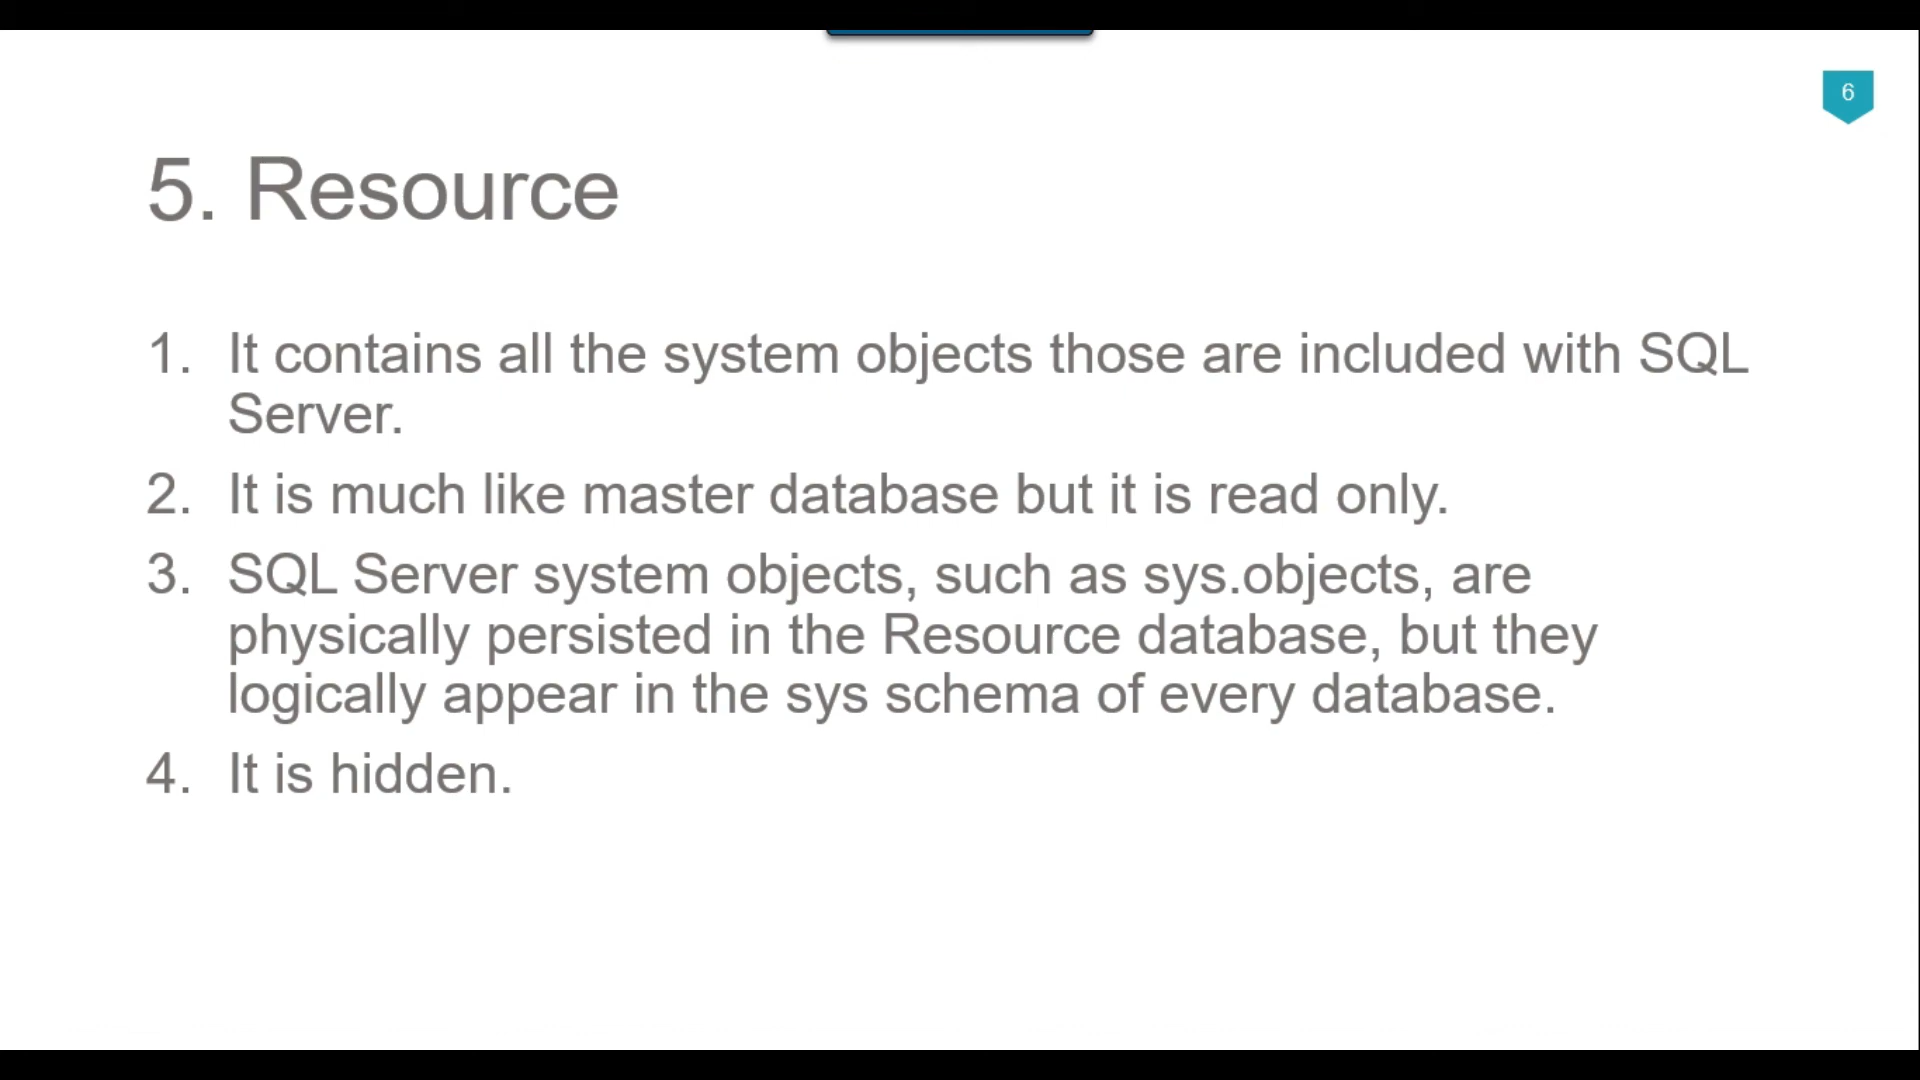 6
5. Resource
1. It contains all the system objects those are included with SQL
Server.
2. It is much like master database but it is read only.
3. SQL Server system objects, such as sys.objects, are
physically persisted in the Resource database, but they
logically appear in the sys schema of every database.
4. It is hidden.